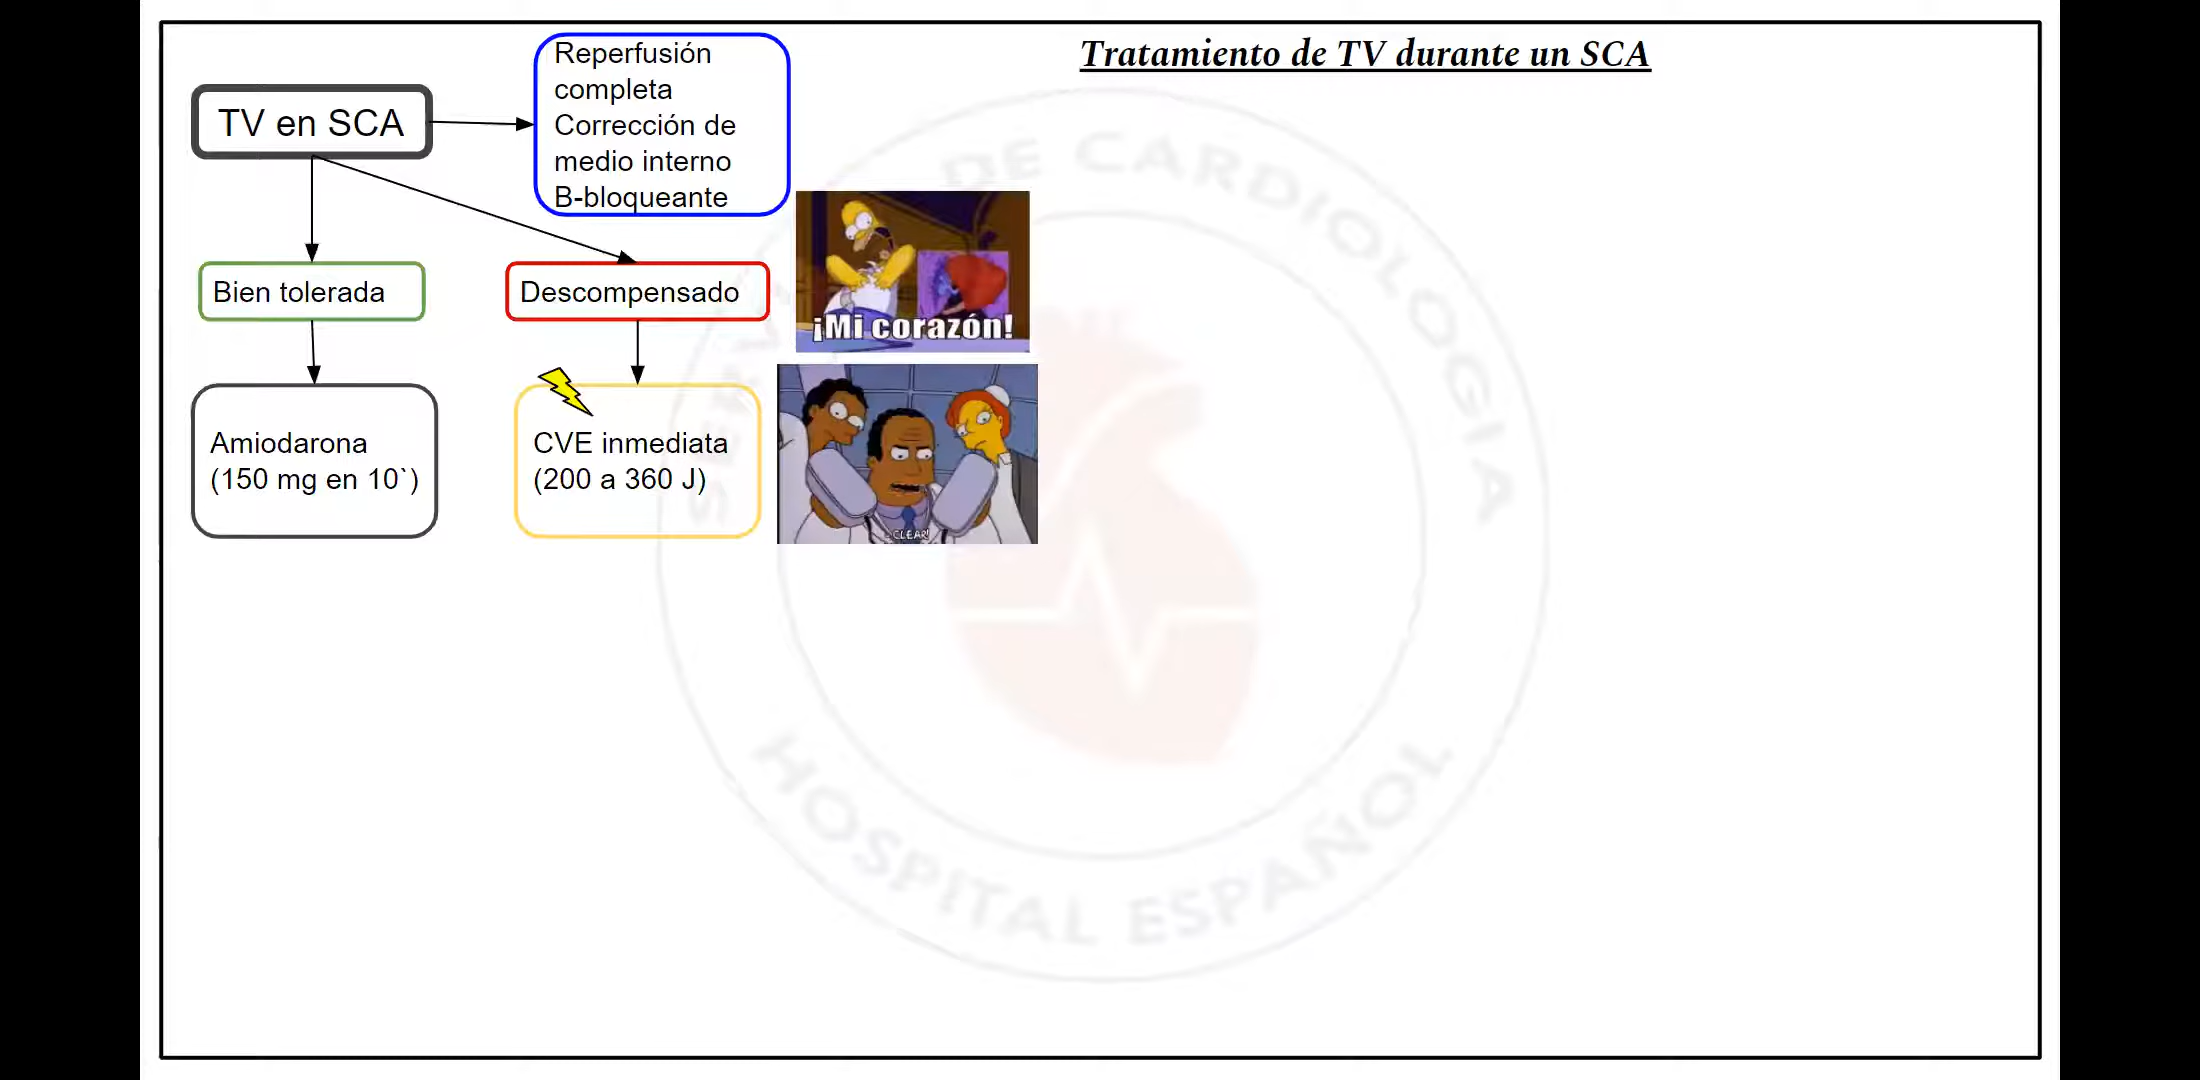 Tratamiento de TV durante un SCA
TV en SCA
Reperfusión
completa
Corrección de
medio interno
B-bloqueante
Bien tolerada
Descompensado
¡Mi corazón!
Amiodarona
(150 mg en 10`)
CVE inmediata
(200 a 360 J)
CLEAR!
DE CARDIOLOGIA
HOSPITAL ESPAÑOL